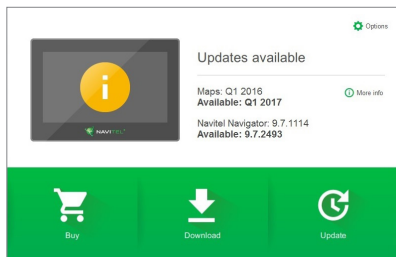 Options
Updates available
Maps: Q1 2016
Available: Q1 2017
More info
Navitel Navigator: 9.7.1114
Available: 9.7.2493
NAVITEL
Buy
Download
Update